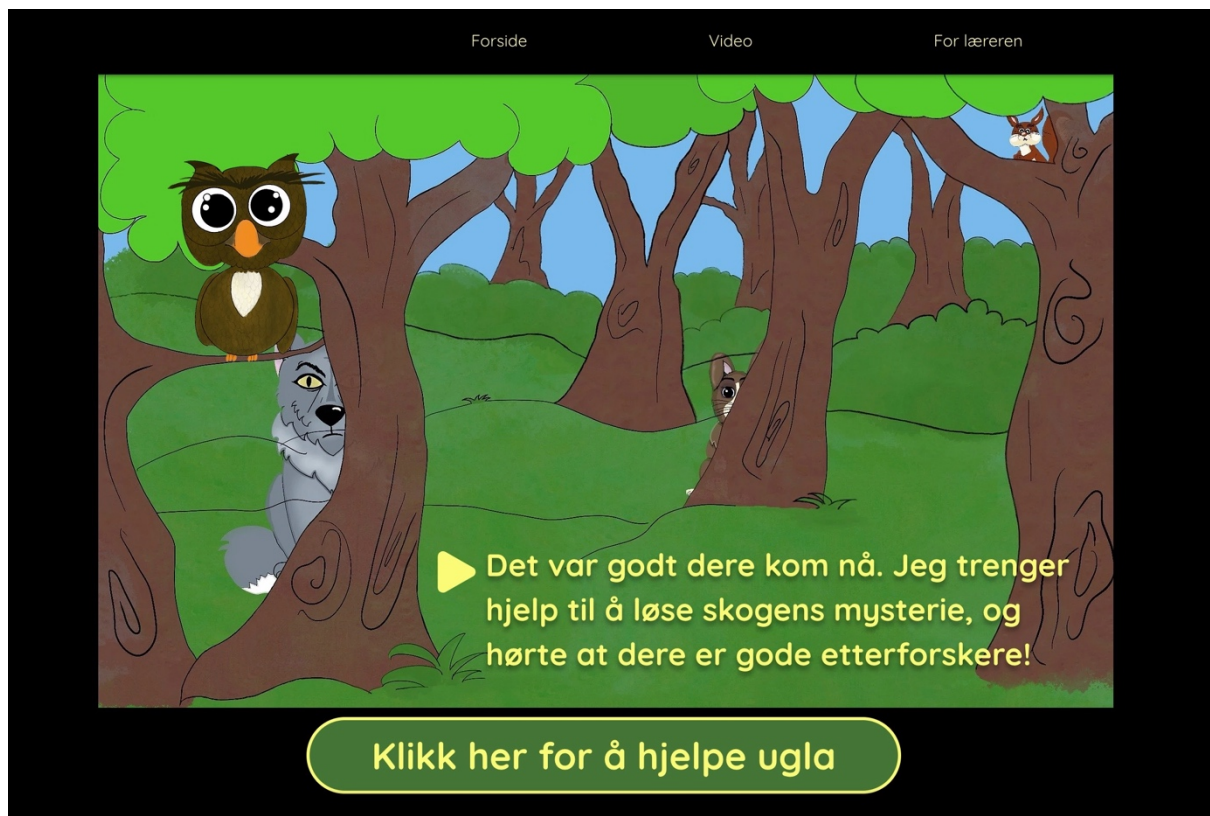 Forside Video For læreren
Det var godt dere kom nå. Jeg trenger
hjelp til å løse skogens mysterie, og
hørte at dere er gode etterforskere!
Klikk her for å hjelpe ugla